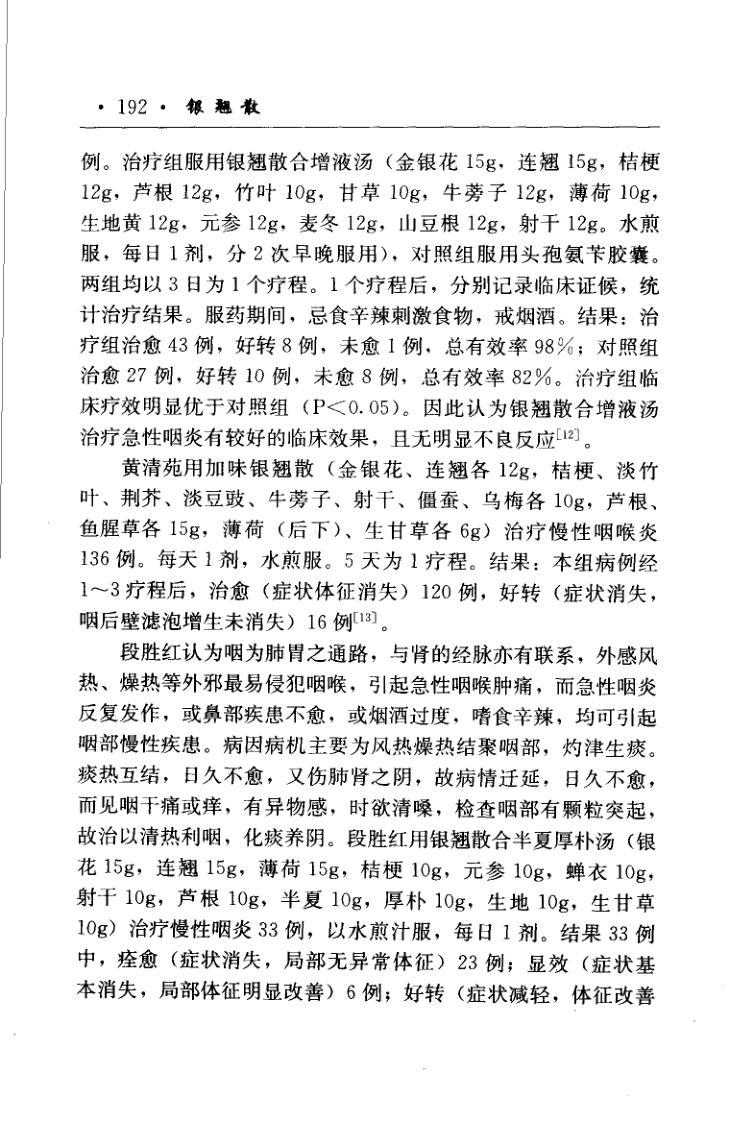 · 192 · 银翘散
例。治疗组服用银翘散合增液汤（金银花 15g，连翘 15g，桔梗
12g，芦根 12g，竹叶 10g，甘草 10g，牛蒡子 12g，薄荷 10g，
生地黄 12g，元参 12g，麦冬 12g，山豆根 12g，射干 12g。水煎
服，每日 1 剂，分 2 次早晚服用），对照组服用头孢氨苄胶囊。
两组均以 3 日为 1 个疗程。1 个疗程后，分别记录临床证候，统
计治疗结果。服药期间，忌食辛辣刺激食物，戒烟酒。结果：治
疗组治愈 43 例，好转 8 例，未愈 1 例，总有效率 98%；对照组
治愈 27 例，好转 10 例，未愈 8 例，总有效率 82%。治疗组临
床疗效明显优于对照组（P＜0.05）。因此认为银翘散合增液汤
治疗急性咽炎有较好的临床效果，且无明显不良反应[12]。
黄清苑用加味银翘散（金银花、连翘各 12g，桔梗、淡竹
叶、荆芥、淡豆豉、牛蒡子、射干、僵蚕、乌梅各 10g，芦根、
鱼腥草各 15g，薄荷（后下）、生甘草各 6g）治疗慢性咽喉炎
136 例。每天 1 剂，水煎服。5 天为 1 疗程。结果：本组病例经
1～3 疗程后，治愈（症状体征消失）120 例，好转（症状消失，
咽后壁滤泡增生未消失）16 例[13]。
段胜红认为咽为肺胃之通路，与肾的经脉亦有联系，外感风
热、燥热等外邪最易侵犯咽喉，引起急性咽喉肿痛，而急性咽炎
反复发作，或鼻部疾患不愈，或烟酒过度，嗜食辛辣，均可引起
咽部慢性疾患。病因病机主要为风热燥热结聚咽部，灼津生痰。
痰热互结，日久不愈，又伤肺肾之阴，故病情迁延，日久不愈，
而见咽干痛或痒，有异物感，时欲清嗓，检查咽部有颗粒突起，
故治以清热利咽，化痰养阴。段胜红用银翘散合半夏厚朴汤（银
花 15g，连翘 15g，薄荷 15g，桔梗 10g，元参 10g，蝉衣 10g，
射干 10g，芦根 10g，半夏 10g，厚朴 10g，生地 10g，生甘草
10g）治疗慢性咽炎 33 例，以水煎汁服，每日 1 剂。结果 33 例
中，痊愈（症状消失，局部无异常体征）23 例；显效（症状基
本消失，局部体征明显改善）6 例；好转（症状减轻，体征改善